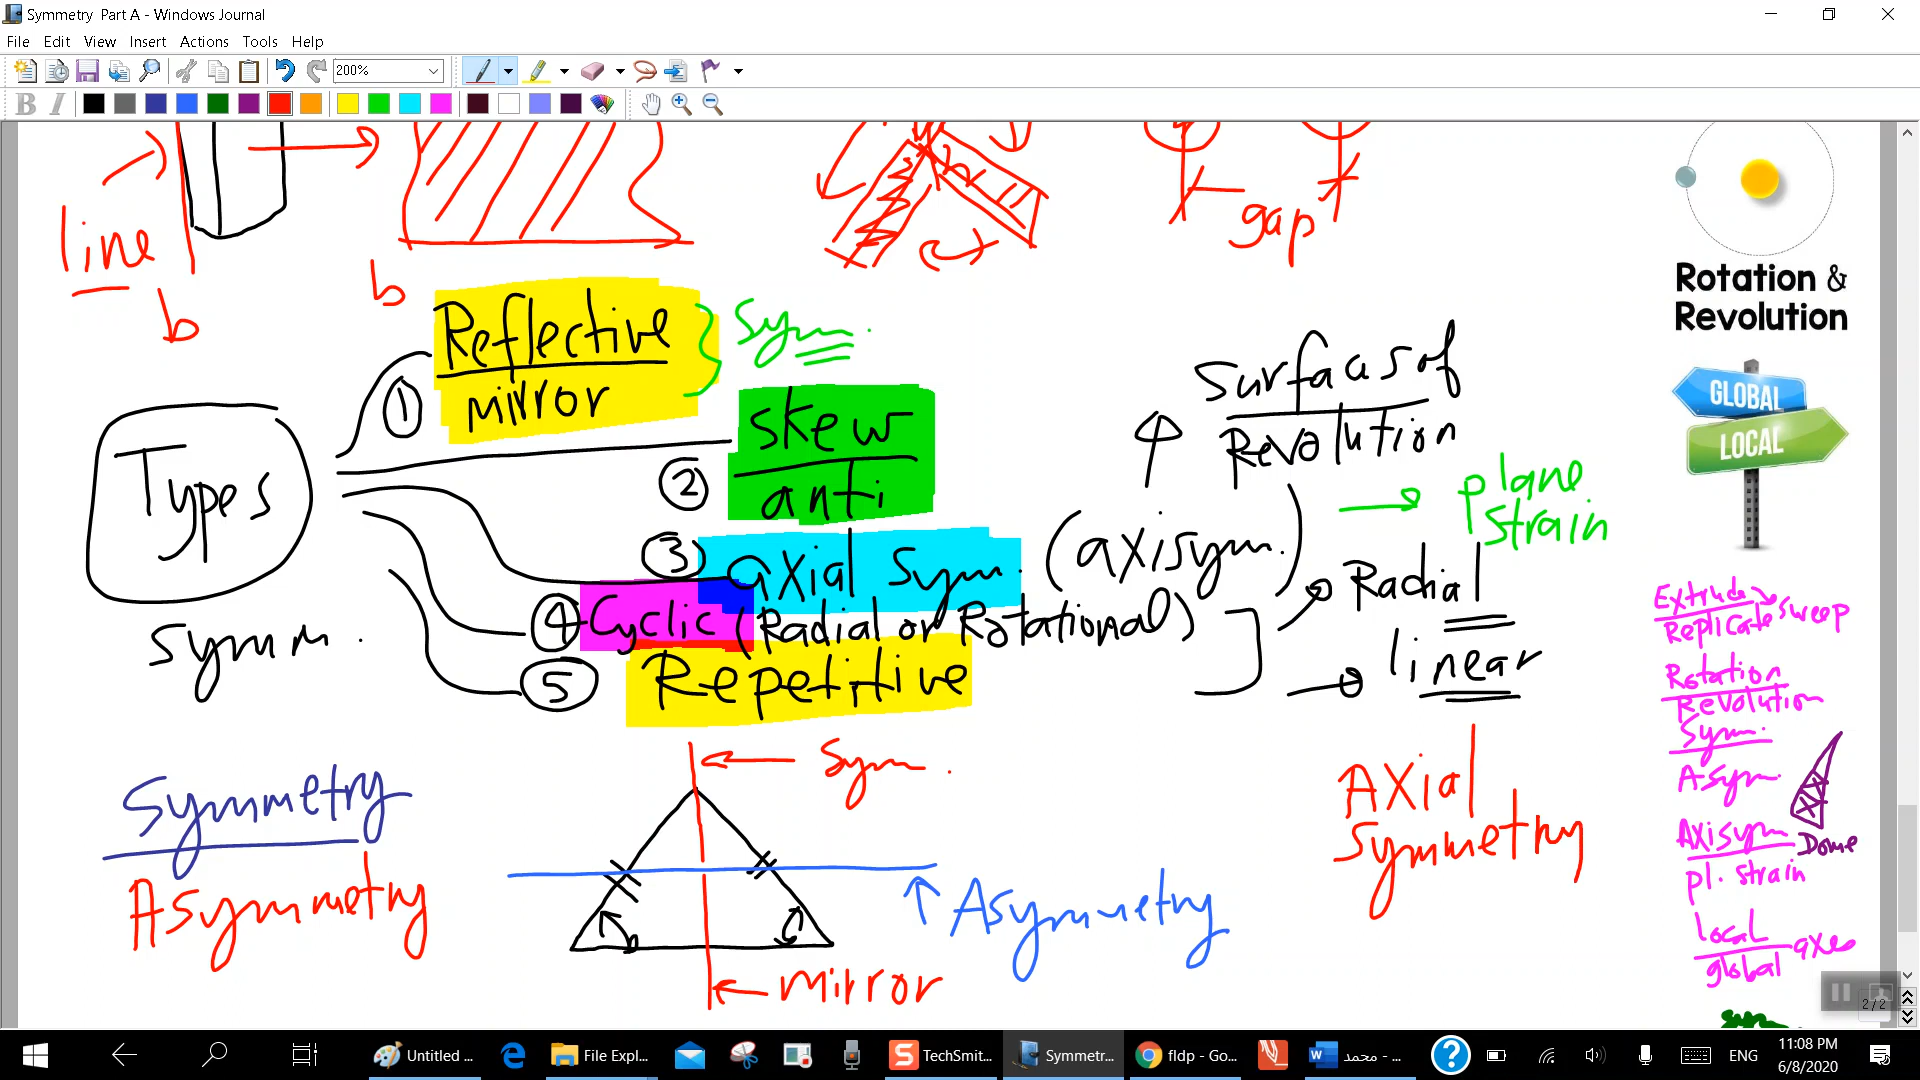 Symmetry Part A - Windows Journal
File Edit View Insert Actions Tools Help
200%
B I
line
b
b
gap
Rotation &
Revolution
GLOBAL
LOCAL
Reflective
mirror
Sym.
Types
symm.
1
2
skew
anti
3
axial Sym. (axisym.)
4 Cyclic (Radial or Rotational)
5 Repetitive
Surfaces of
Revolution
plane
strain
Radial
linear
Extrude
Replicate sweep
Rotation
Revolution
Sym.
Asym.
Axisym
Dome
pl. strain
local
global axes
Symmetry
Asymmetry
Sym.
Asymmetry
mirror
AXial
Symmetry
2 / 2
Untitled ...
File Expl...
TechSmit...
Symmetr...
fldp - Go...
محمد - ...
ENG
11:08 PM
6/8/2020